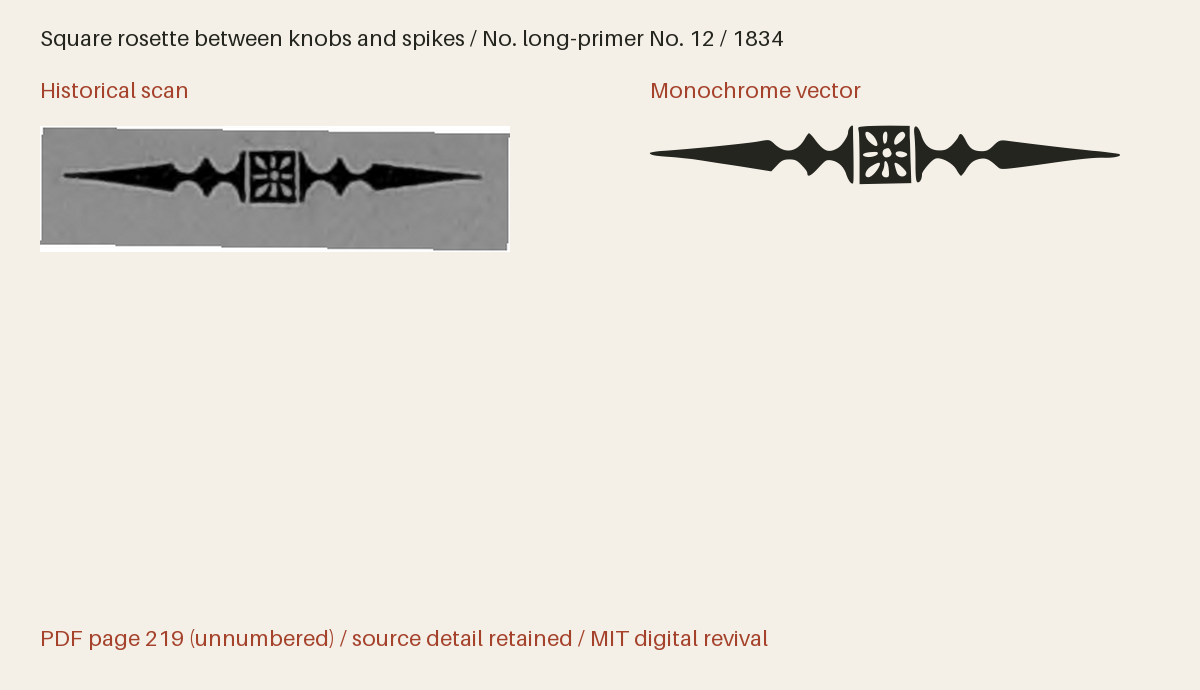 Square rosette between knobs and spikes / No. long-primer No. 12 / 1834
Historical scan
Monochrome vector
PDF page 219 (unnumbered) / source detail retained / MIT digital revival